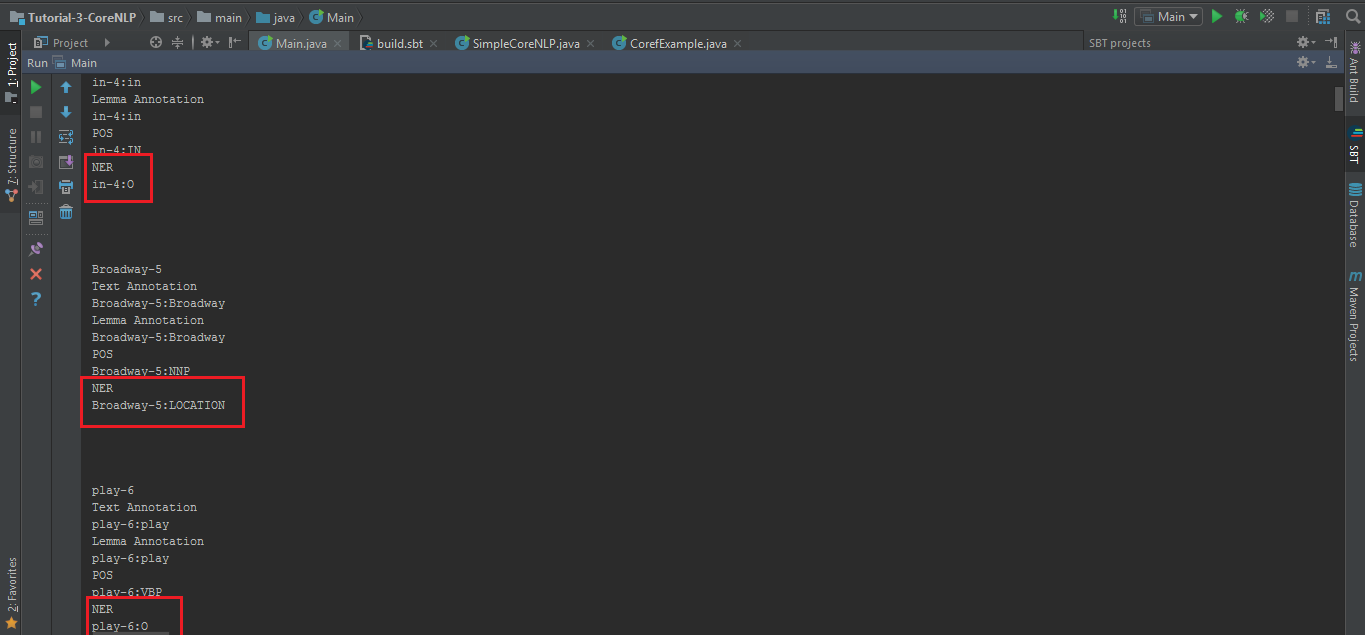 Tutorial-3-CoreNLP src main java Main
Main
Project
Main.java build.sbt SimpleCoreNLP.java CorefExample.java
SBT projects
Run Main
1: Project
7: Structure
2: Favorites
in-4:in
Lemma Annotation
in-4:in
POS
in-4:IN
NER
in-4:O
Broadway-5
Text Annotation
Broadway-5:Broadway
Lemma Annotation
Broadway-5:Broadway
POS
Broadway-5:NNP
NER
Broadway-5:LOCATION
play-6
Text Annotation
play-6:play
Lemma Annotation
play-6:play
POS
play-6:VBP
NER
play-6:O
Ant Build
SBT
Database
m Maven Projects